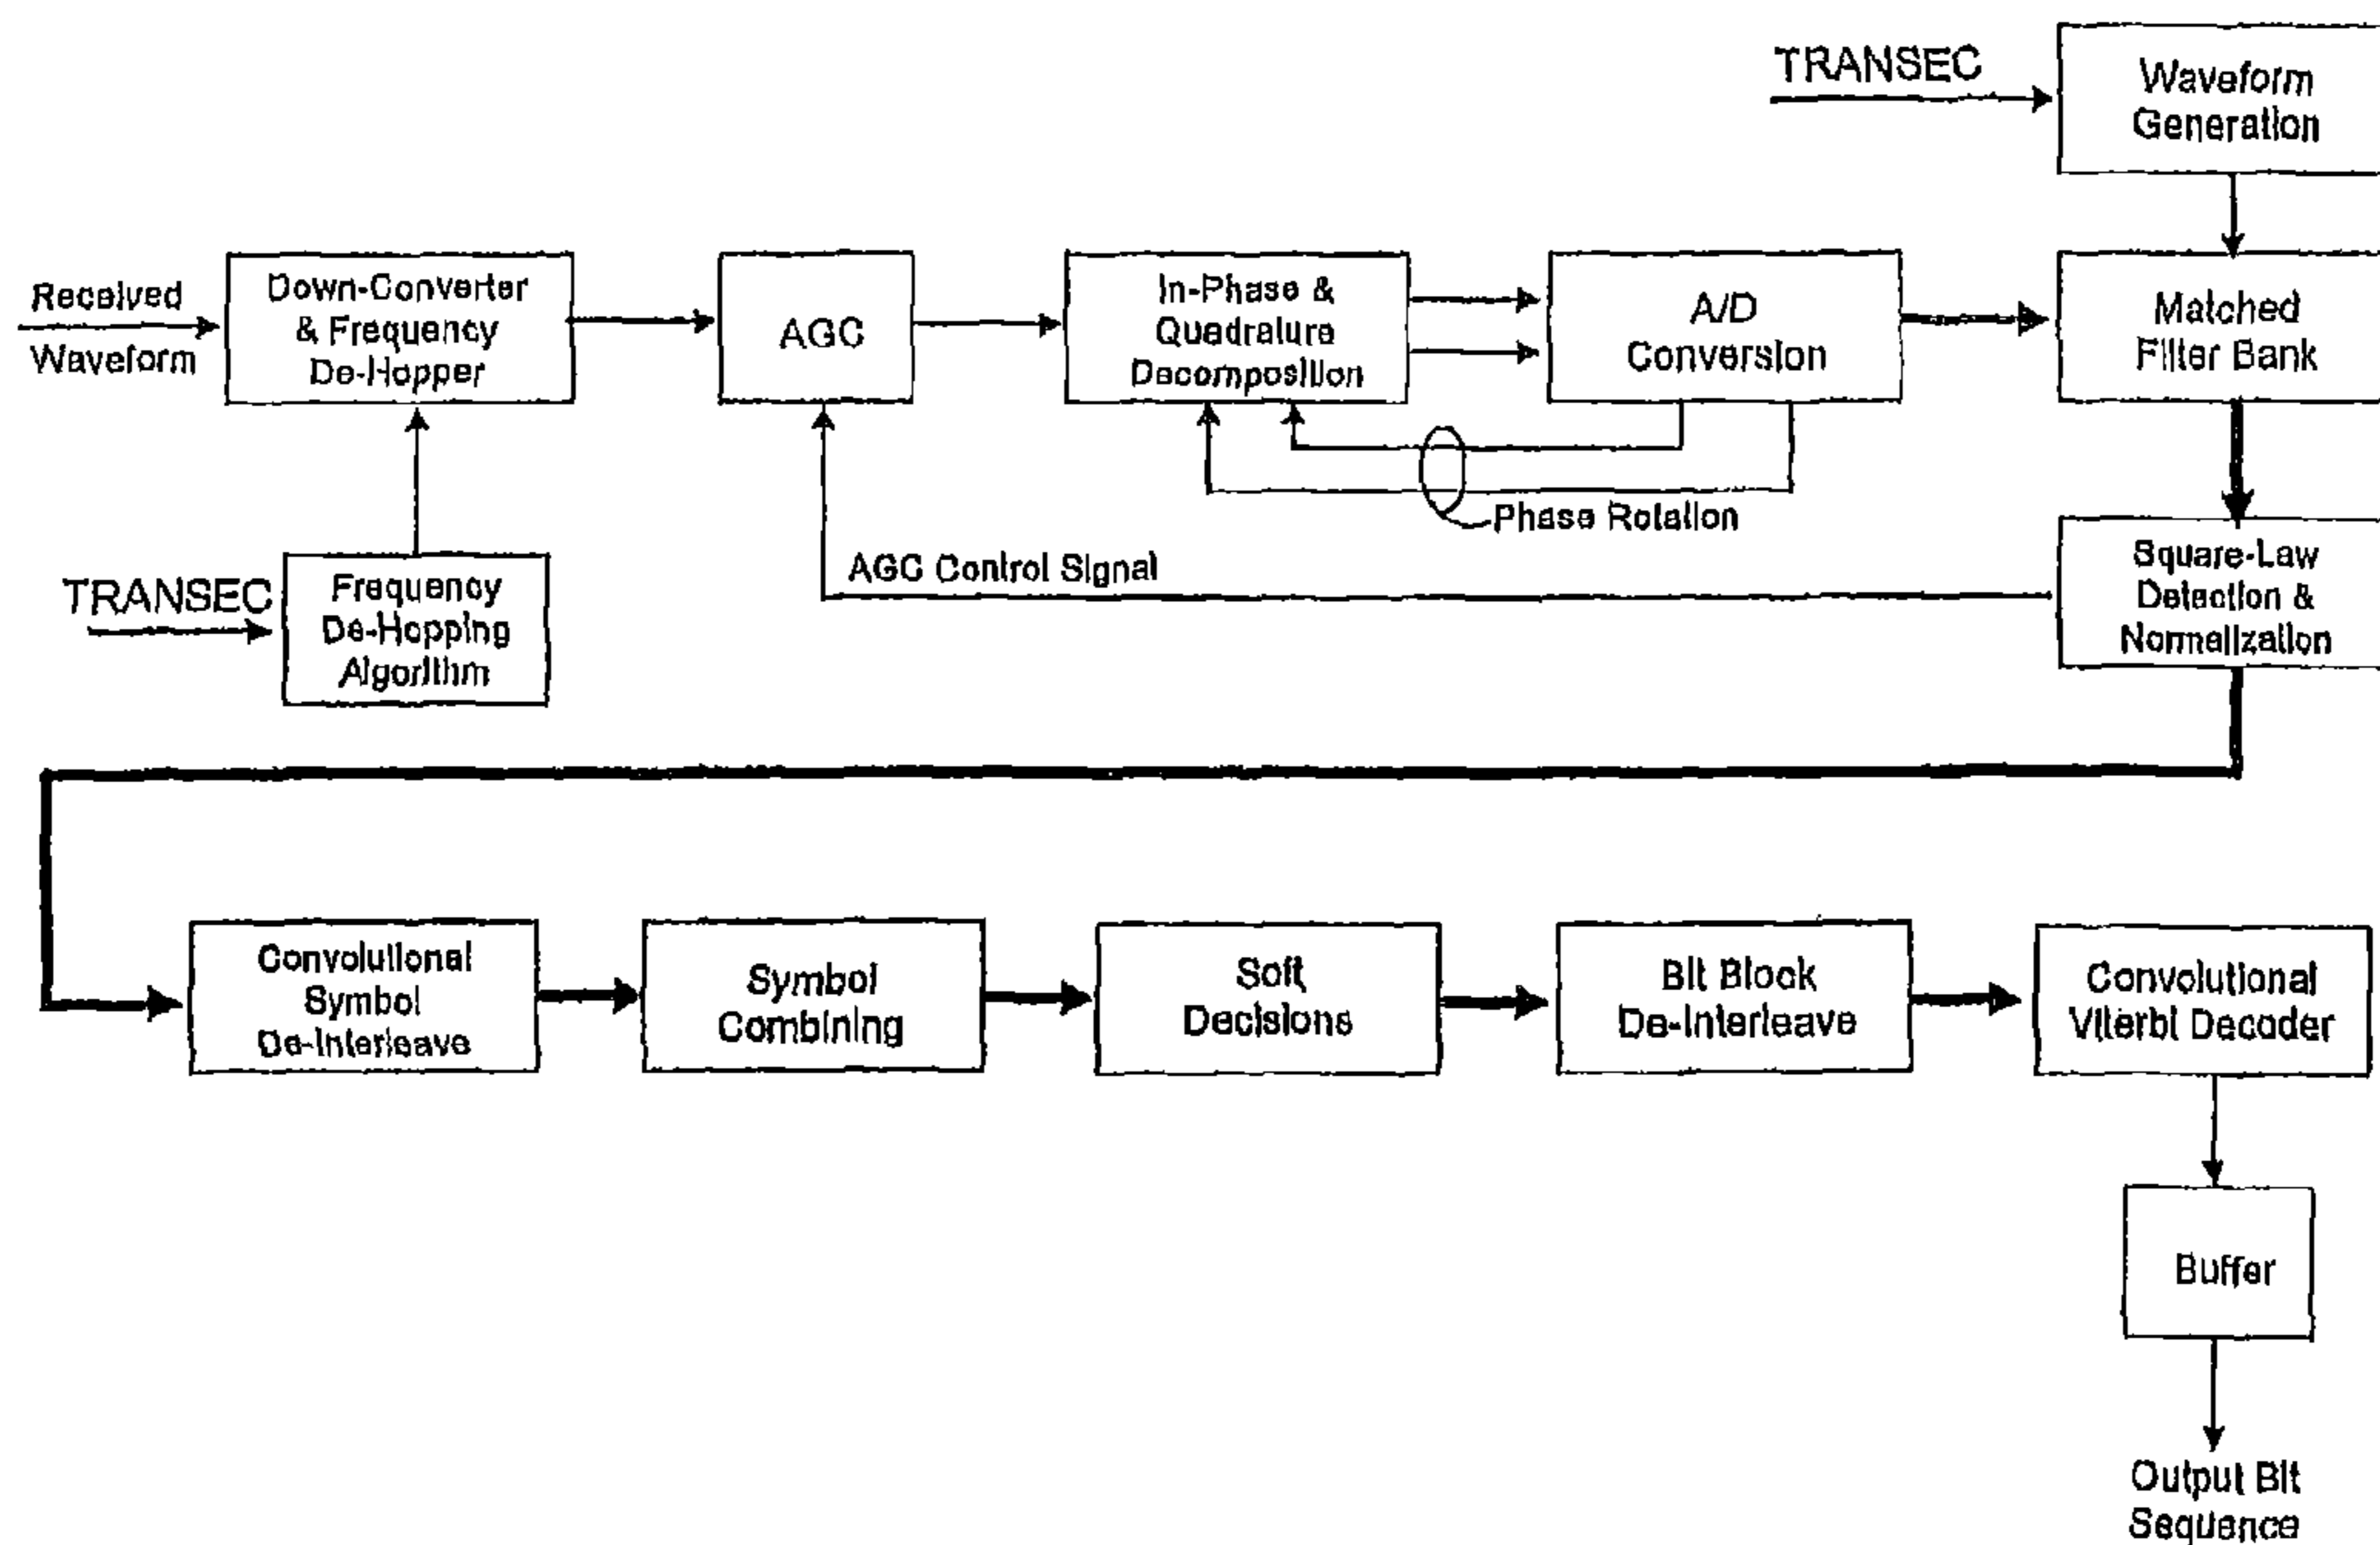 TRANSEC
Waveform
Generation
Received
Waveform
Down-Converter
& Frequency
De-Hopper
AGC
In-Phase &
Quadrature
Decomposition
A/D
Conversion
Matched
Filter Bank
Phase Rotation
TRANSEC
Frequency
De-Hopping
Algorithm
AGC Control Signal
Square-Law
Detection &
Normalization
Convolutional
Symbol
De-Interleave
Symbol
Combining
Soft
Decisions
Bit Block
De-Interleave
Convolutional
Viterbi Decoder
Buffer
Output Bit
Sequence